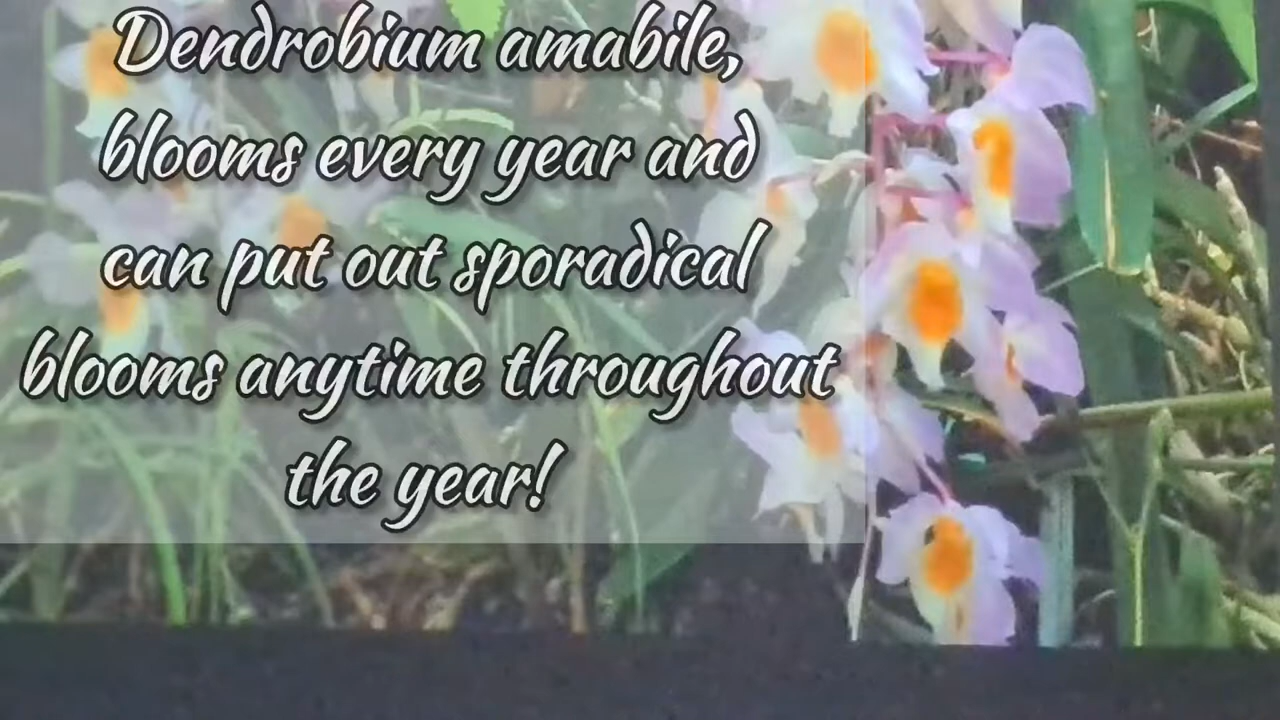 Dendrobium amabile,
blooms every year and
can put out sporadical
blooms anytime throughout
the year!